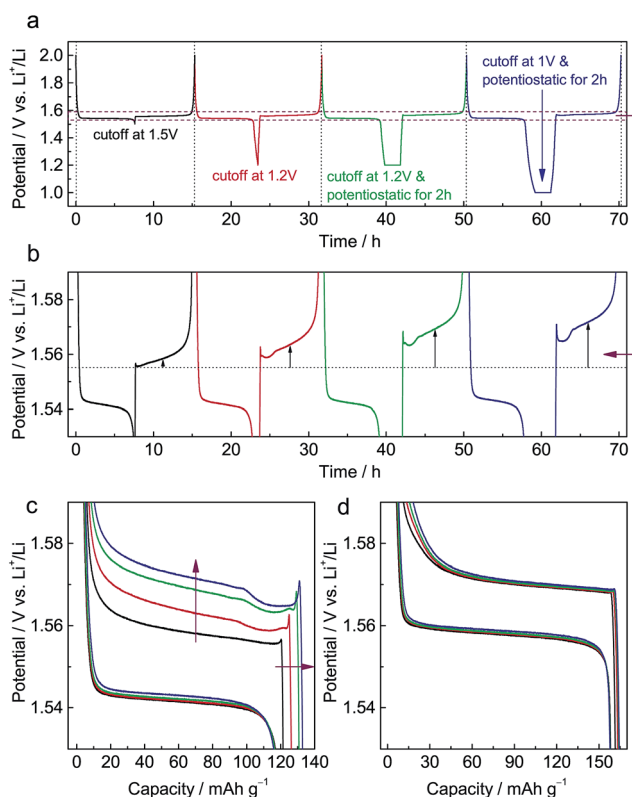 a
Potential / V vs. Li⁺/Li
2.0
1.8
1.6
1.4
1.2
1.0
cutoff at 1.5V
cutoff at 1.2V
cutoff at 1.2V &
potentiostatic for 2h
cutoff at 1V &
potentiostatic for 2h
0 10 20 30 40 50 60 70
Time / h
b
Potential / V vs. Li⁺/Li
1.58
1.56
1.54
0 10 20 30 40 50 60 70
Time / h
c
Potential / V vs. Li⁺/Li
1.58
1.56
1.54
0 20 40 60 80 100 120 140
Capacity / mAh g⁻¹
d
Potential / V vs. Li⁺/Li
1.58
1.56
1.54
0 30 60 90 120 150
Capacity / mAh g⁻¹